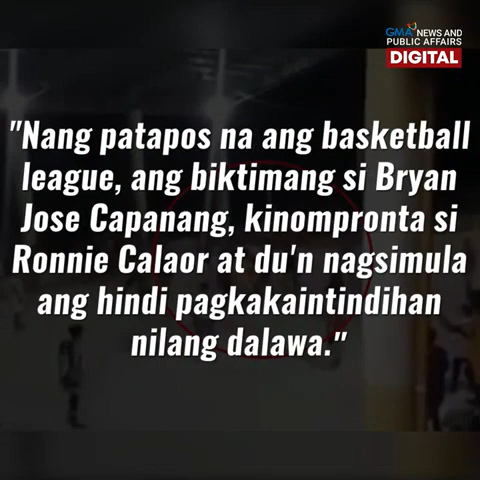 GMA NEWS AND
PUBLIC AFFAIRS
DIGITAL
"Nang patapos na ang basketball
league, ang biktimang si Bryan
Jose Capanang, kinompronta si
Ronnie Calaor at du'n nagsimula
ang hindi pagkakaintindihan
nilang dalawa."